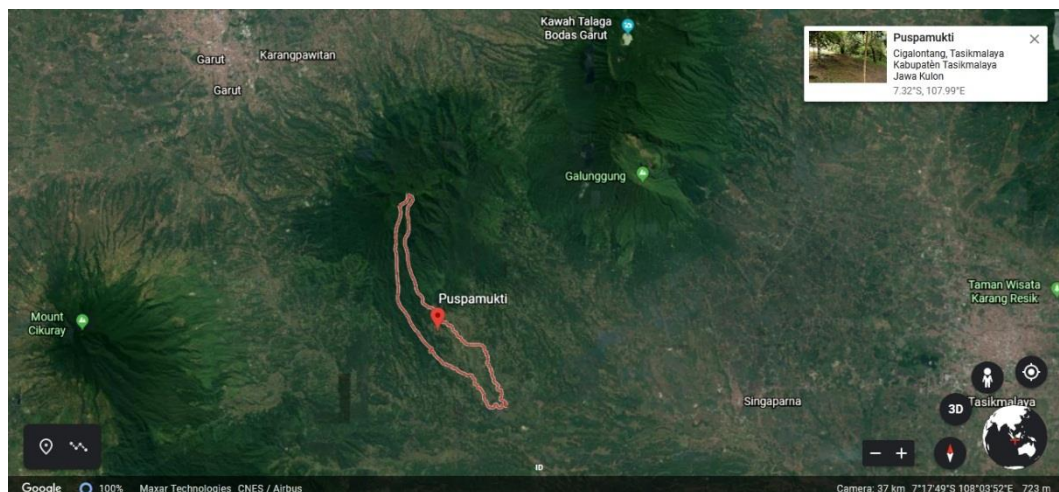 Kawah Talaga
Bodas Garut
Puspamukti
Cigalontang, Tasikmalaya
Kabupatèn Tasikmalaya
Jawa Kulon
7.32°S, 107.99°E
Garut
Karangpawitan
Garut
Galunggung
Puspamukti
Taman Wisata
Karang Resik
Mount
Cikuray
Singaparna
Tasikmalaya
3D
ID
Google 100% Maxar Technologies CNES / Airbus Camera: 37 km 7°17'49"S 108°03'52"E 723 m